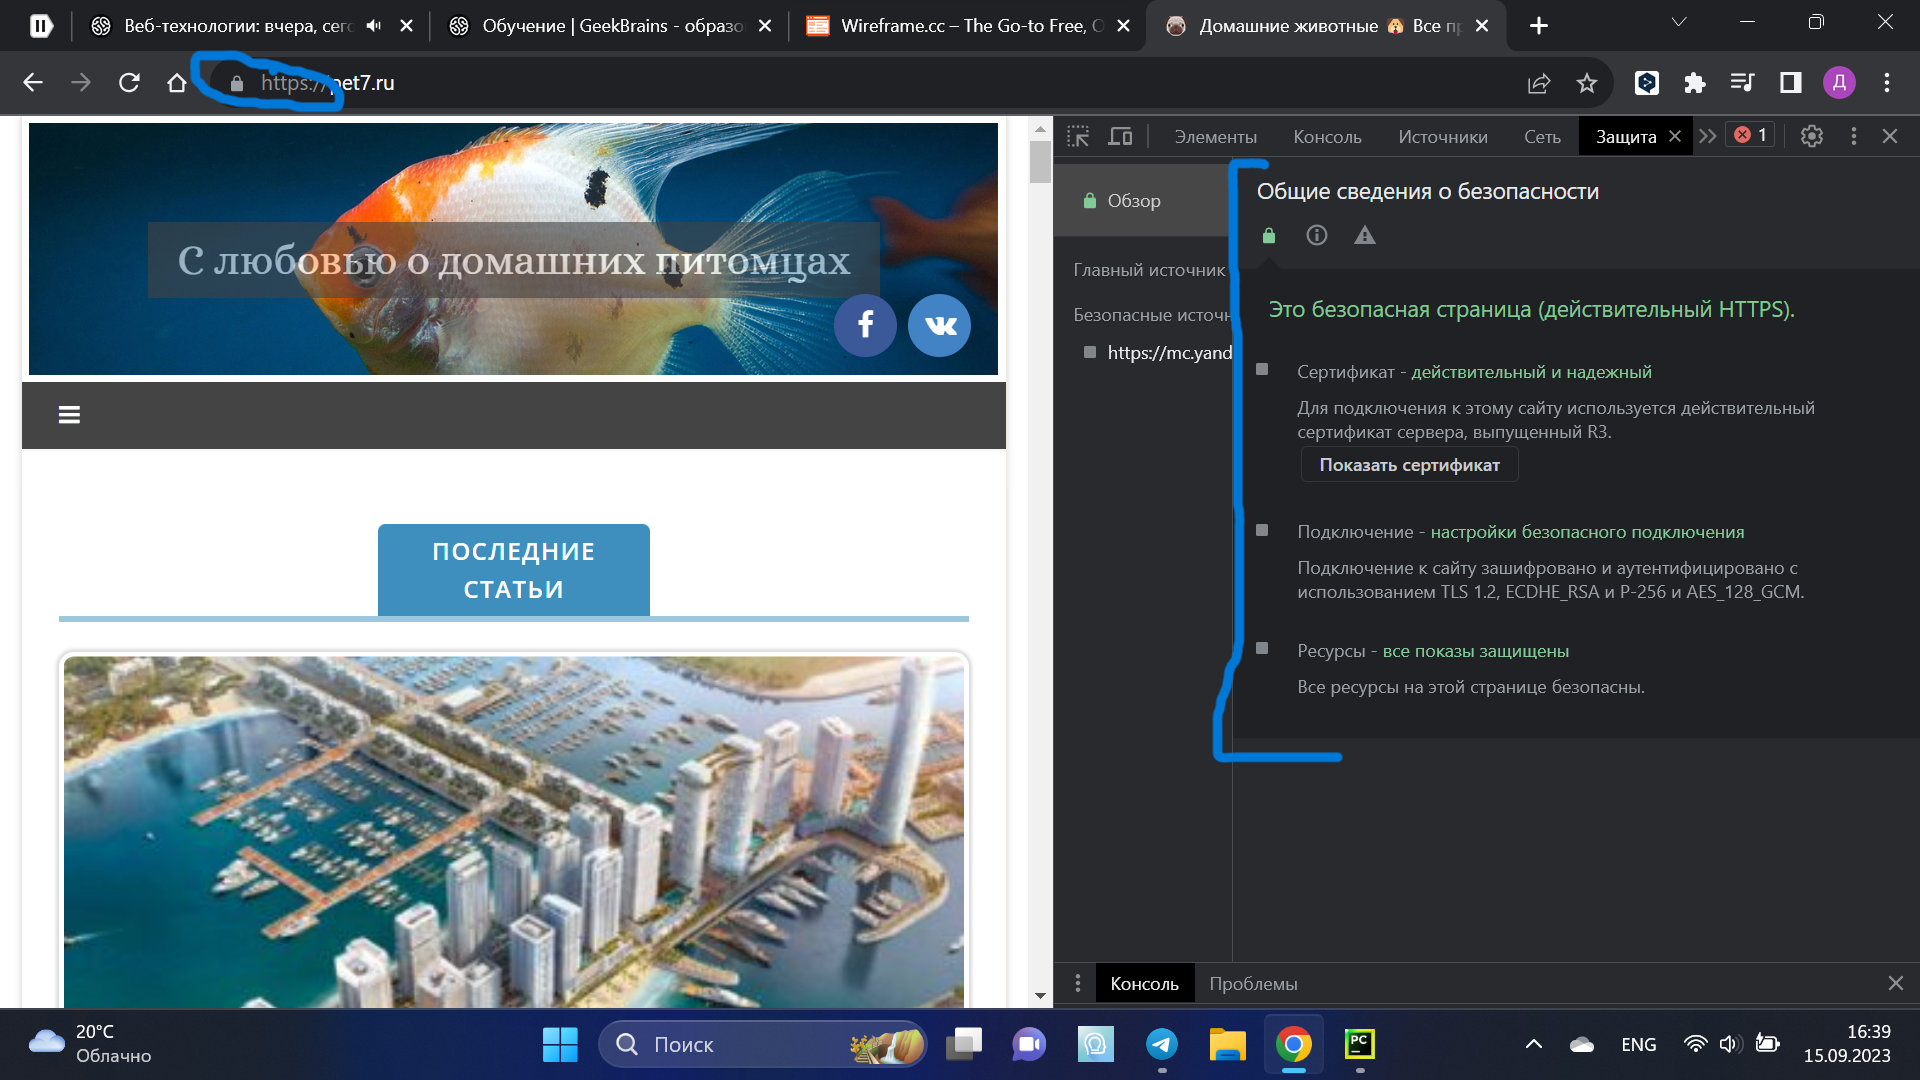 Веб-технологии: вчера, сего
Обучение | GeekBrains - образо
Wireframe.cc – The Go-to Free, O
Домашние животные 🐶 Все пр
https://pet7.ru
Д
С любовью о домашних питомцах
ПОСЛЕДНИЕ
СТАТЬИ
Элементы
Консоль
Источники
Сеть
Защита
1
Обзор
Главный источник
Безопасные источн
https://mc.yand
Общие сведения о безопасности
Это безопасная страница (действительный HTTPS).
Сертификат - действительный и надежный
Для подключения к этому сайту используется действительный
сертификат сервера, выпущенный R3.
Показать сертификат
Подключение - настройки безопасного подключения
Подключение к сайту зашифровано и аутентифицировано с
использованием TLS 1.2, ECDHE_RSA и P-256 и AES_128_GCM.
Ресурсы - все показы защищены
Все ресурсы на этой странице безопасны.
Консоль
Проблемы
20°C
Облачно
Поиск
PC
ENG
16:39
15.09.2023